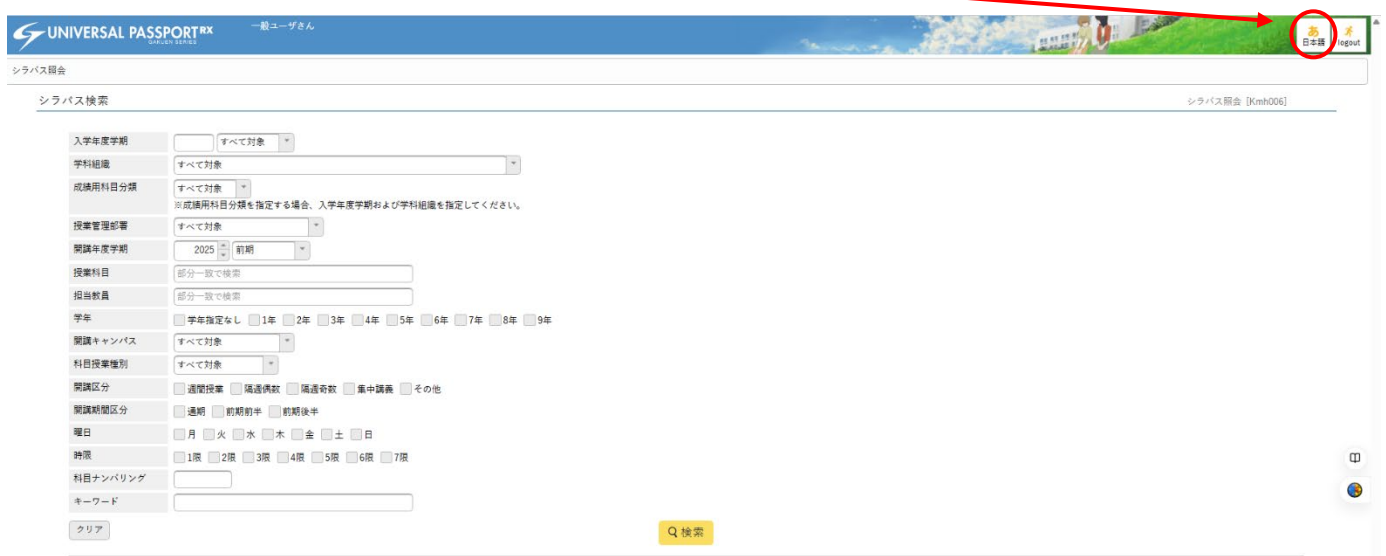 UNIVERSAL PASSPORT RX 一般ユーザさん あ 日本語 logout
GAKUEN SERIES
シラバス照会
シラバス検索 シラバス照会 [Kmh006]
入学年度学期 すべて対象
学科組織 すべて対象
成績用科目分類 すべて対象
※成績用科目分類を指定する場合、入学年度学期および学科組織を指定してください。
授業管理部署 すべて対象
開講年度学期 2025 前期
授業科目 部分一致で検索
担当教員 部分一致で検索
学年 学年指定なし 1年 2年 3年 4年 5年 6年 7年 8年 9年
開講キャンパス すべて対象
科目授業種別 すべて対象
開講区分 週間授業 隔週偶数 隔週奇数 集中講義 その他
開講期間区分 通期 前期前半 前期後半
曜日 月 火 水 木 金 土 日
時限 1限 2限 3限 4限 5限 6限 7限
科目ナンバリング
キーワード
クリア 検索